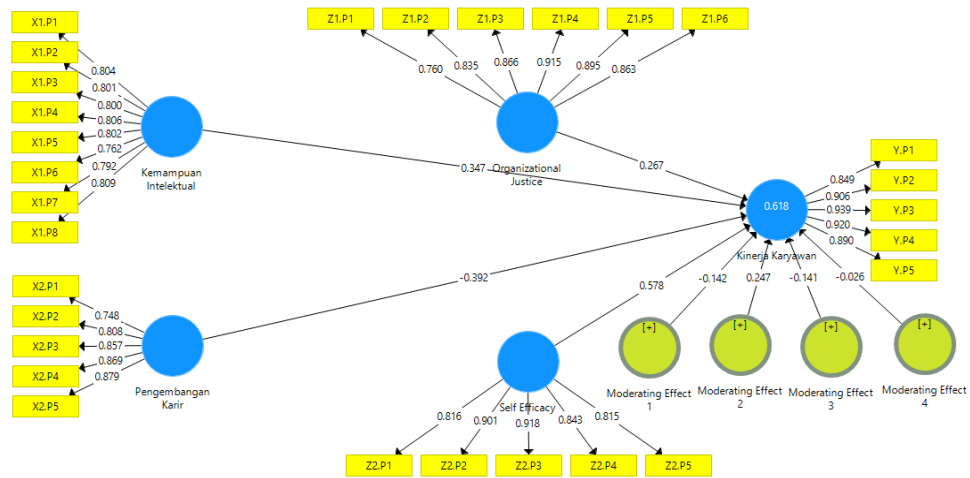 X1.P1
X1.P2
X1.P3
X1.P4
X1.P5
X1.P6
X1.P7
X1.P8
0.804
0.801
0.800
0.806
0.802
0.762
0.792
0.809
Kemampuan
Intelektual
Z1.P1
Z1.P2
Z1.P3
Z1.P4
Z1.P5
Z1.P6
0.760
0.835
0.866
0.915
0.895
0.863
Organizational
Justice
0.347
0.267
Y.P1
Y.P2
Y.P3
Y.P4
Y.P5
0.849
0.906
0.939
0.920
0.890
0.618
Kinerja Karyawan
X2.P1
X2.P2
X2.P3
X2.P4
X2.P5
0.748
0.808
0.857
0.869
0.879
Pengembangan
Karir
-0.392
0.578
-0.142
0.247
-0.141
-0.026
[+]
[+]
[+]
[+]
Moderating Effect
1
Moderating Effect
2
Moderating Effect
3
Moderating Effect
4
Self Efficacy
0.816
0.901
0.918
0.843
0.815
Z2.P1
Z2.P2
Z2.P3
Z2.P4
Z2.P5